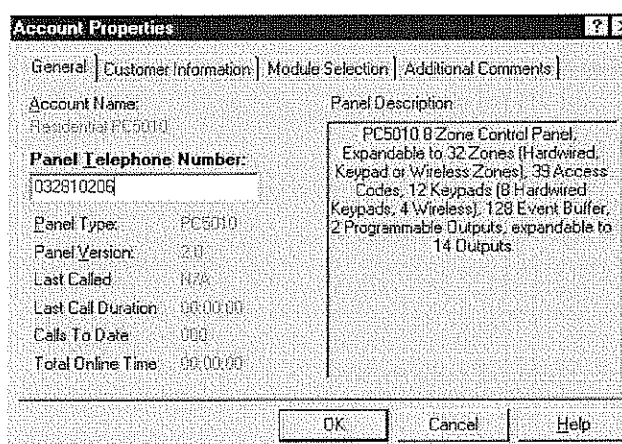 Account Properties
General Customer Information Module Selection Additional Comments
Account Name:
Residential PC5010
Panel Telephone Number:
032810206
Panel Type: PC5010
Panel Version: 2.0
Last Called N/A
Last Call Duration 00:00:00
Calls To Date 000
Total Online Time 00:00:00
Panel Description
PC5010 8 Zone Control Panel,
Expandable to 32 Zones (Hardwired,
Keypad or Wireless Zones), 39 Access
Codes, 12 Keypads (8 Hardwired
Keypads, 4 Wireless), 128 Event Buffer,
2 Programmable Outputs, expandable to
14 Outputs.
OK Cancel Help